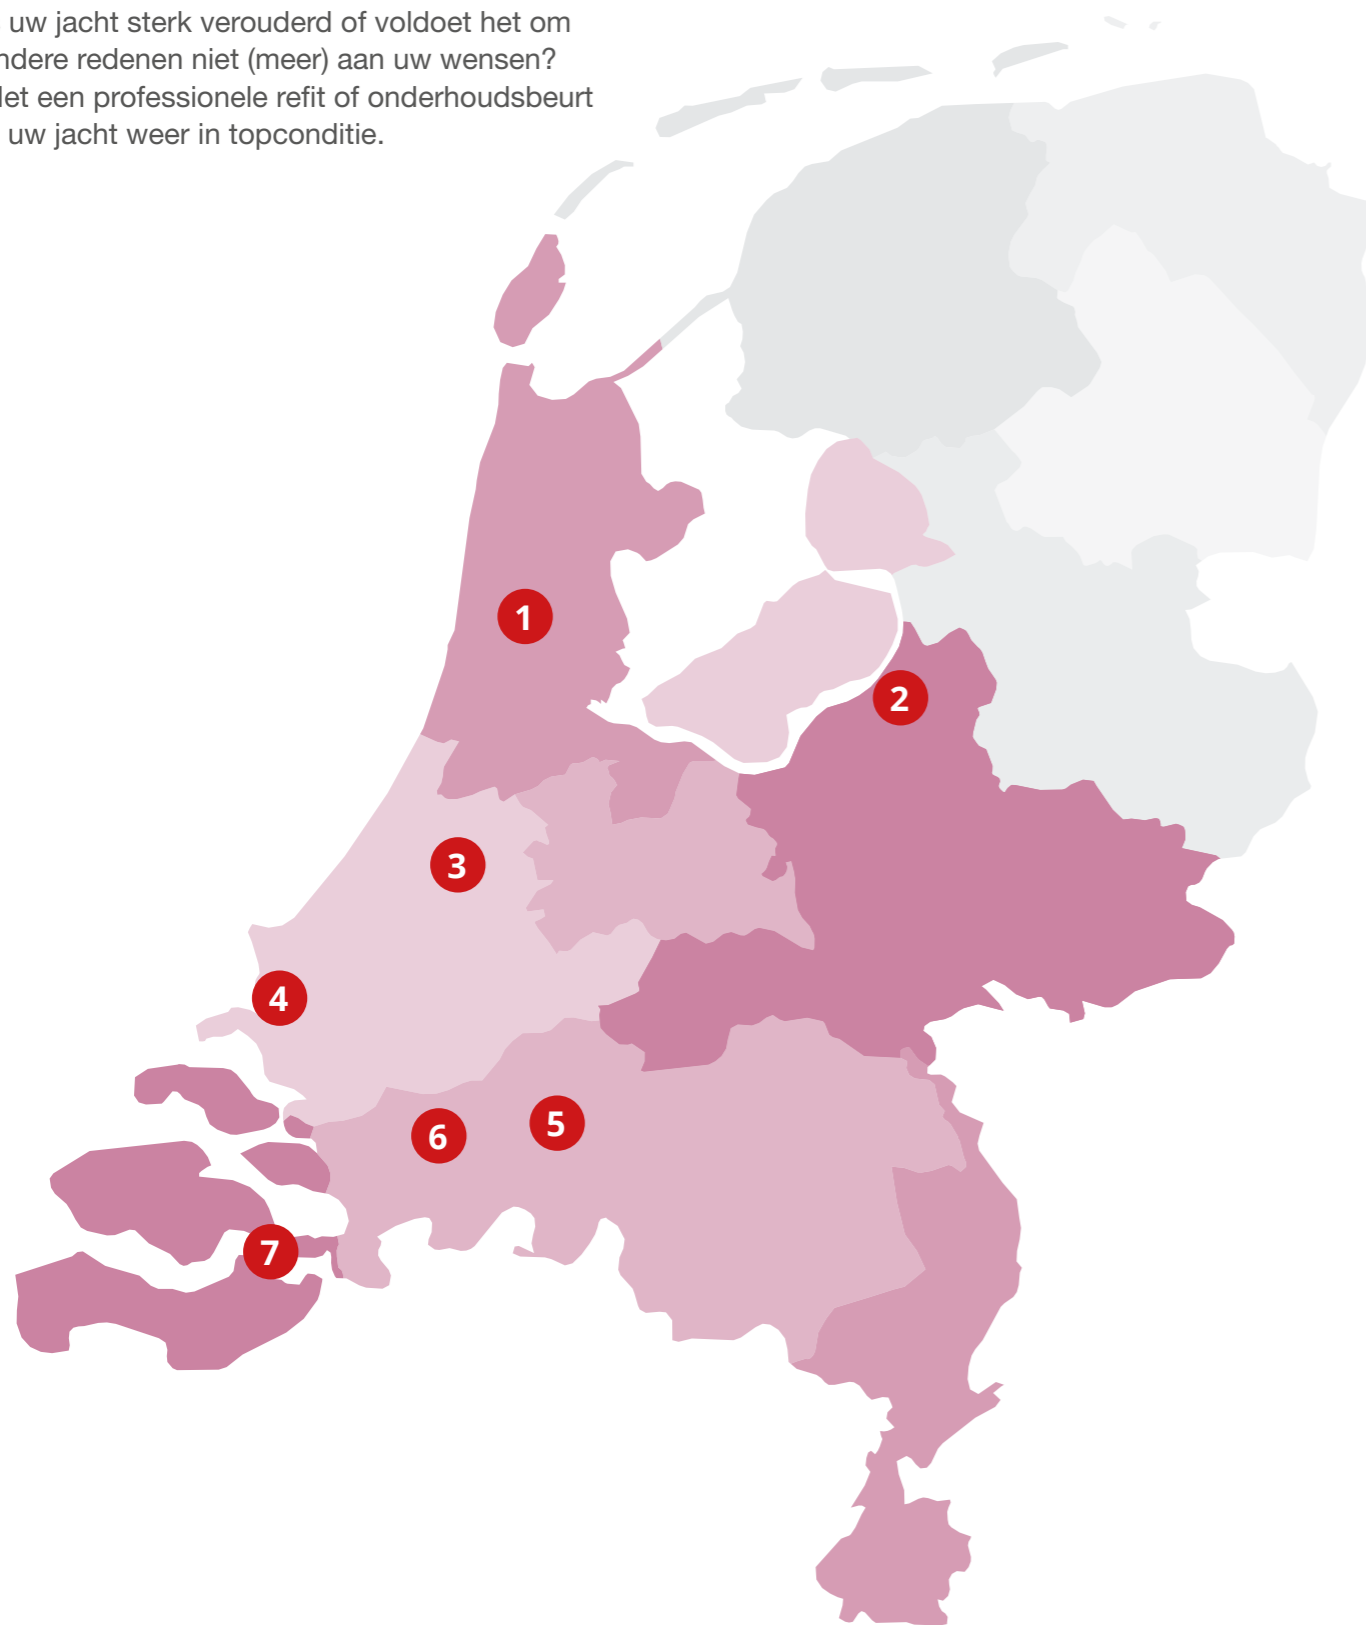 uw jacht sterk verouderd of voldoet het om
ndere redenen niet (meer) aan uw wensen?
et een professionele refit of onderhoudsbeurt
uw jacht weer in topconditie.
1
2
3
4
5
6
7